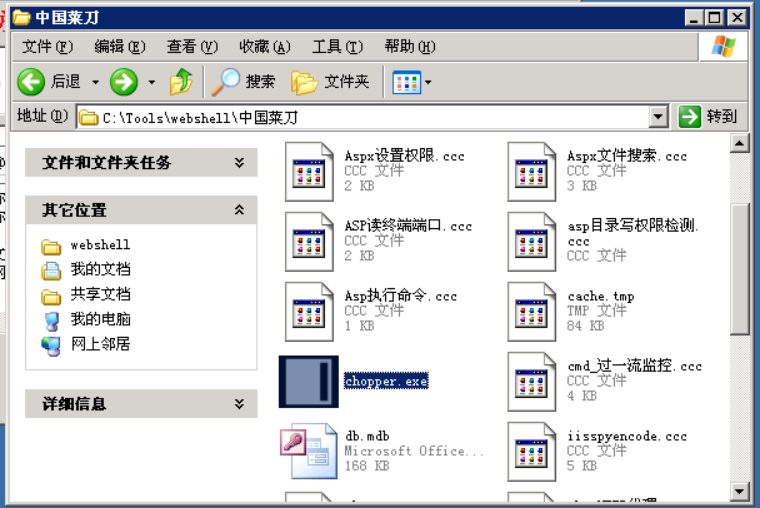 中国菜刀
文件(F) 编辑(E) 查看(V) 收藏(A) 工具(T) 帮助(H)
后退 搜索 文件夹
地址(D) C:\Tools\webshell\中国菜刀 转到
文件和文件夹任务
其它位置
webshell
我的文档
共享文档
我的电脑
网上邻居
详细信息
Aspx设置权限.ccc
CCC 文件
2 KB
Aspx文件搜索.ccc
CCC 文件
3 KB
ASP读终端端口.ccc
CCC 文件
2 KB
asp目录写权限检测.
ccc
CCC 文件
Asp执行命令.ccc
CCC 文件
1 KB
cache.tmp
TMP 文件
84 KB
chopper.exe
cmd_过一流监控.ccc
CCC 文件
4 KB
db.mdb
Microsoft Office...
168 KB
iisspyencode.ccc
CCC 文件
5 KB